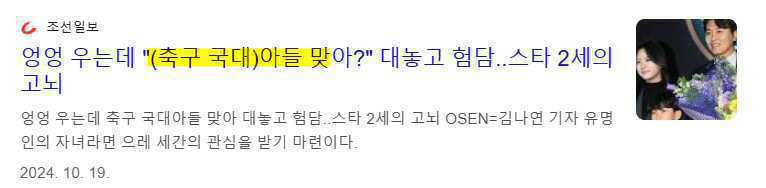 조선일보
엉엉 우는데 "(축구 국대)아들 맞아?" 대놓고 험담..스타 2세의
고뇌
엉엉 우는데 축구 국대아들 맞아 대놓고 험담..스타 2세의 고뇌 OSEN=김나연 기자 유명
인의 자녀라면 으레 세간의 관심을 받기 마련이다.
2024. 10. 19.